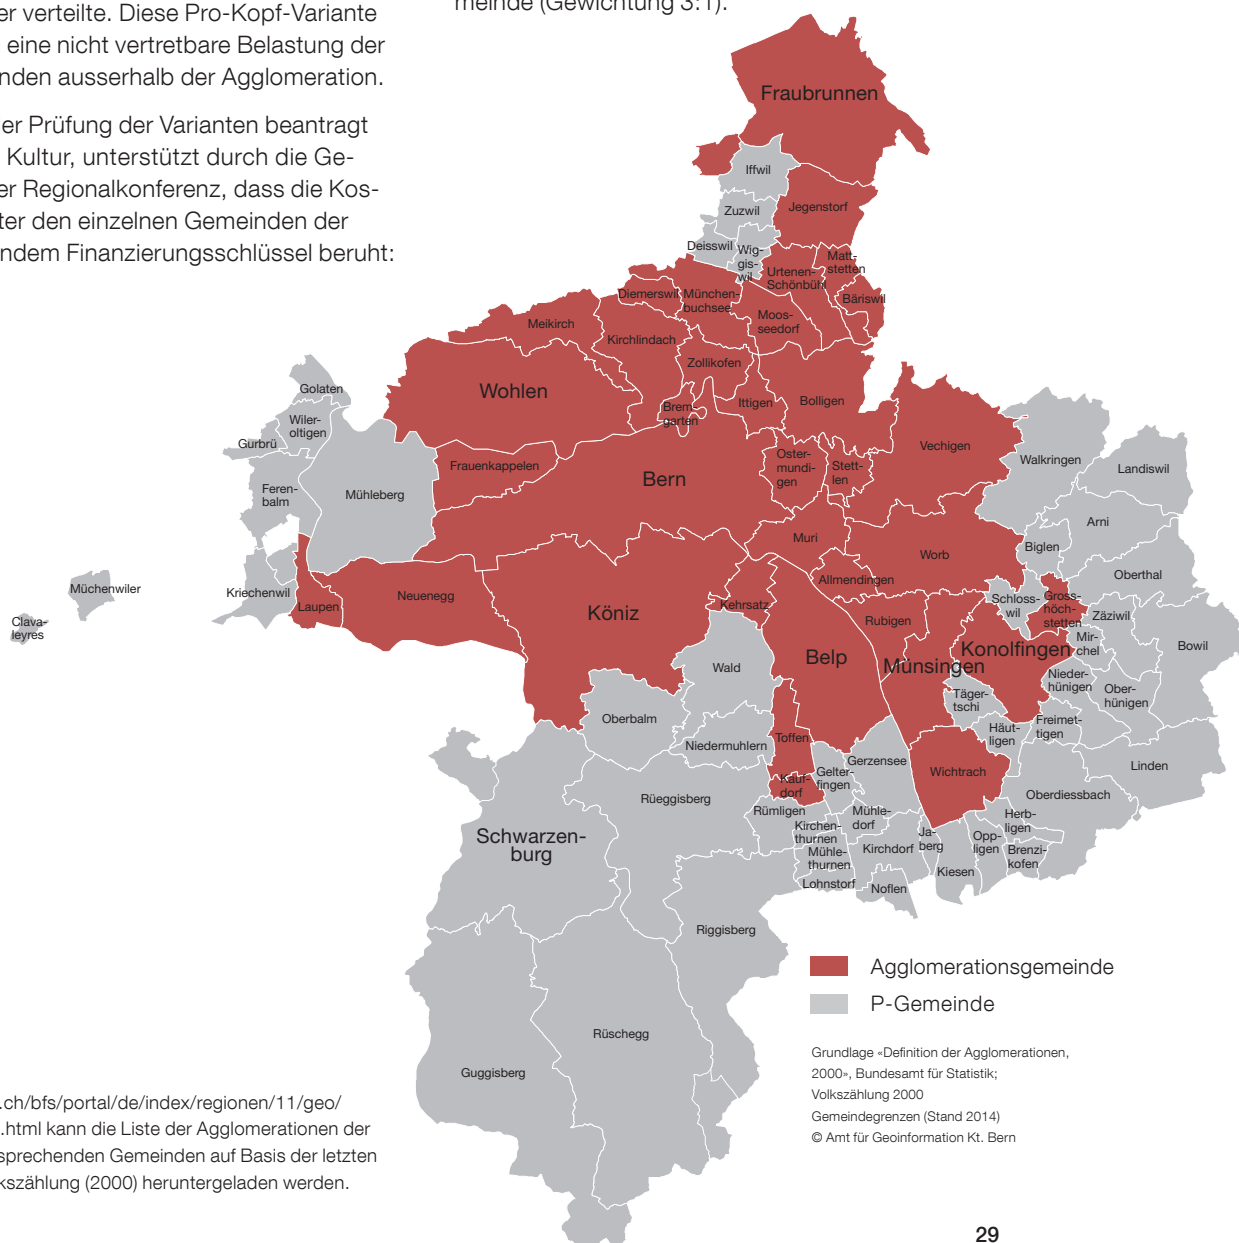 er verteilte. Diese Pro-Kopf-Variante
eine nicht vertretbare Belastung der
nden ausserhalb der Agglomeration.
er Prüfung der Varianten beantragt
Kultur, unterstützt durch die Ge-
er Regionalkonferenz, dass die Kos-
ter den einzelnen Gemeinden der
ndem Finanzierungsschlüssel beruht:
meinde (Gewichtung 3:1).
Fraubrunnen
Iffwil
Zuzwil
Jegenstorf
Deisswil
Wig-
gis-
wil
Urtenen-
Schönbühl
Matt-
stetten
Bäriswil
Diemerswil
München-
buchsee
Moos-
seedorf
Meikirch
Kirchlindach
Zollikofen
Wohlen
Brem-
garten
Ittigen
Bolligen
Golaten
Wiler-
oltigen
Gurbrü
Feren-
balm
Mühleberg
Frauenkappelen
Bern
Oster-
mundi-
gen
Stett-
len
Vechigen
Walkringen
Landiswil
Arni
Biglen
Oberthal
Muri
Worb
Allmendingen
Müchenwiler
Clava-
leyres
Kriechenwil
Laupen
Neuenegg
Köniz
Kehrsatz
Rubigen
Schloss-
wil
Gross-
höch-
stetten
Zäziwil
Mir-
chel
Bowil
Wald
Belp
Münsingen
Konolfingen
Täger-
tschi
Nieder-
hünigen
Ober-
hünigen
Oberbalm
Niedermuhlern
Toffen
Häut-
ligen
Freimet-
tigen
Linden
Rüeggisberg
Kauf-
dorf
Gelter-
fingen
Gerzensee
Wichtrach
Oberdiessbach
Rümligen
Kirchen-
thurnen
Mühle-
dorf
Herb-
ligen
Schwarzen-
burg
Mühle-
thurnen
Kirchdorf
Ja-
berg
Opp-
ligen
Brenzi-
kofen
Kiesen
Lohnstorf
Noflen
Riggisberg
Rüschegg
Guggisberg
Agglomerationsgemeinde
P-Gemeinde
Grundlage «Definition der Agglomerationen,
2000», Bundesamt für Statistik;
Volkszählung 2000
Gemeindegrenzen (Stand 2014)
© Amt für Geoinformation Kt. Bern
.ch/bfs/portal/de/index/regionen/11/geo/
.html kann die Liste der Agglomerationen der
sprechenden Gemeinden auf Basis der letzten
kszählung (2000) heruntergeladen werden.
29